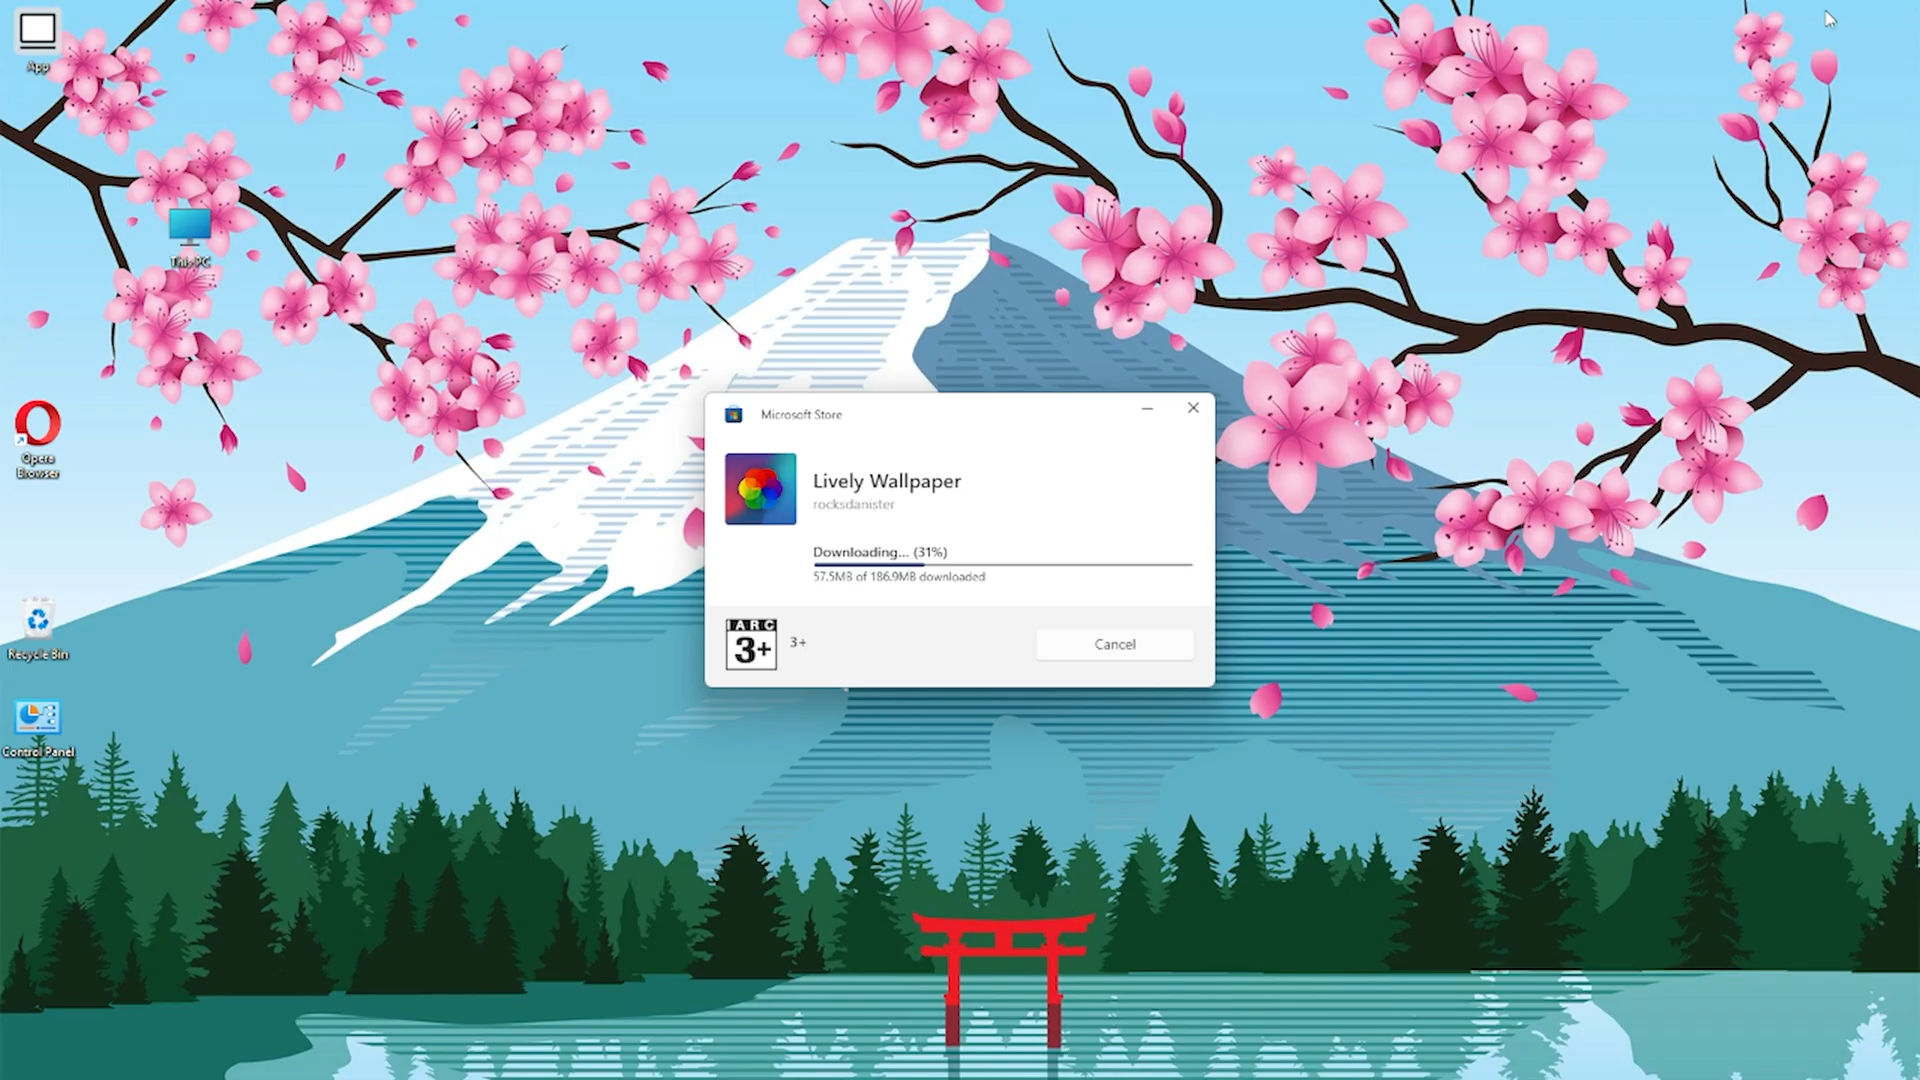 App
This PC
Opera
Browser
Recycle Bin
Control Panel
Microsoft Store
Lively Wallpaper
rocksdanister
Downloading... (31%)
57.5MB of 186.9MB downloaded
IARC
3+
3+
Cancel